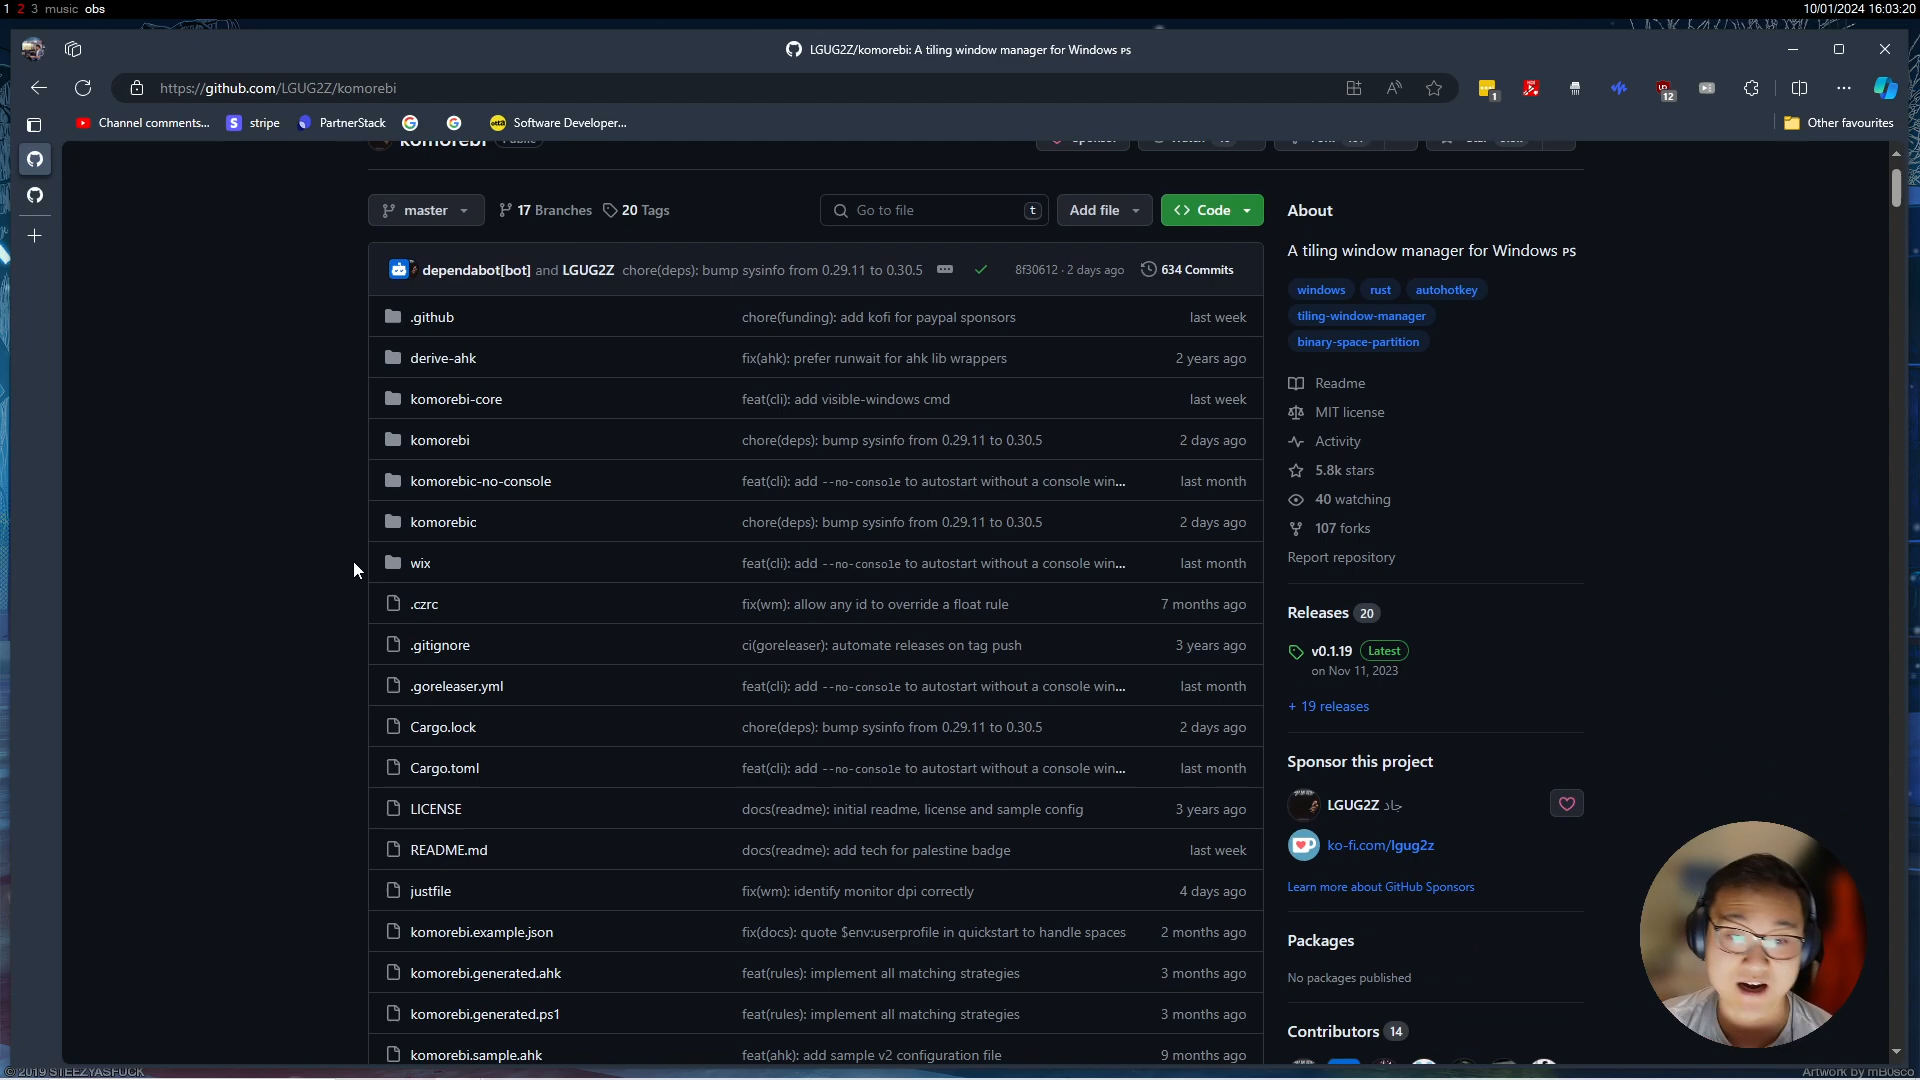 1 2 3 music obs
10/01/2024 16:03:20
LGUG2Z/komorebi: A tiling window manager for Windows 🍉
https://github.com/LGUG2Z/komorebi
1
12
Channel comments...
stripe
PartnerStack
otta
Software Developer...
Other favourites
komorebi Public
master
17 Branches
20 Tags
Go to file
t
Add file
<> Code
dependabot[bot] and LGUG2Z chore(deps): bump sysinfo from 0.29.11 to 0.30.5
8f30612 · 2 days ago
634 Commits
.github chore(funding): add kofi for paypal sponsors last week
derive-ahk fix(ahk): prefer runwait for ahk lib wrappers 2 years ago
komorebi-core feat(cli): add visible-windows cmd last week
komorebi chore(deps): bump sysinfo from 0.29.11 to 0.30.5 2 days ago
komorebic-no-console feat(cli): add --no-console to autostart without a console win... last month
komorebic chore(deps): bump sysinfo from 0.29.11 to 0.30.5 2 days ago
wix feat(cli): add --no-console to autostart without a console win... last month
.czrc fix(wm): allow any id to override a float rule 7 months ago
.gitignore ci(goreleaser): automate releases on tag push 3 years ago
.goreleaser.yml feat(cli): add --no-console to autostart without a console win... last month
Cargo.lock chore(deps): bump sysinfo from 0.29.11 to 0.30.5 2 days ago
Cargo.toml feat(cli): add --no-console to autostart without a console win... last month
LICENSE docs(readme): initial readme, license and sample config 3 years ago
README.md docs(readme): add tech for palestine badge last week
justfile fix(wm): identify monitor dpi correctly 4 days ago
komorebi.example.json fix(docs): quote $env:userprofile in quickstart to handle spaces 2 months ago
komorebi.generated.ahk feat(rules): implement all matching strategies 3 months ago
komorebi.generated.ps1 feat(rules): implement all matching strategies 3 months ago
komorebi.sample.ahk feat(ahk): add sample v2 configuration file 9 months ago
About
A tiling window manager for Windows PS
windows rust autohotkey
tiling-window-manager
binary-space-partition
Readme
MIT license
Activity
5.8k stars
40 watching
107 forks
Report repository
Releases 20
v0.1.19 Latest
on Nov 11, 2023
+ 19 releases
Sponsor this project
LGUG2Z جاد
ko-fi.com/lgug2z
Learn more about GitHub Sponsors
Packages
No packages published
Contributors 14
© 2019 STEEZYASFUCK
Artwork by mB0sco